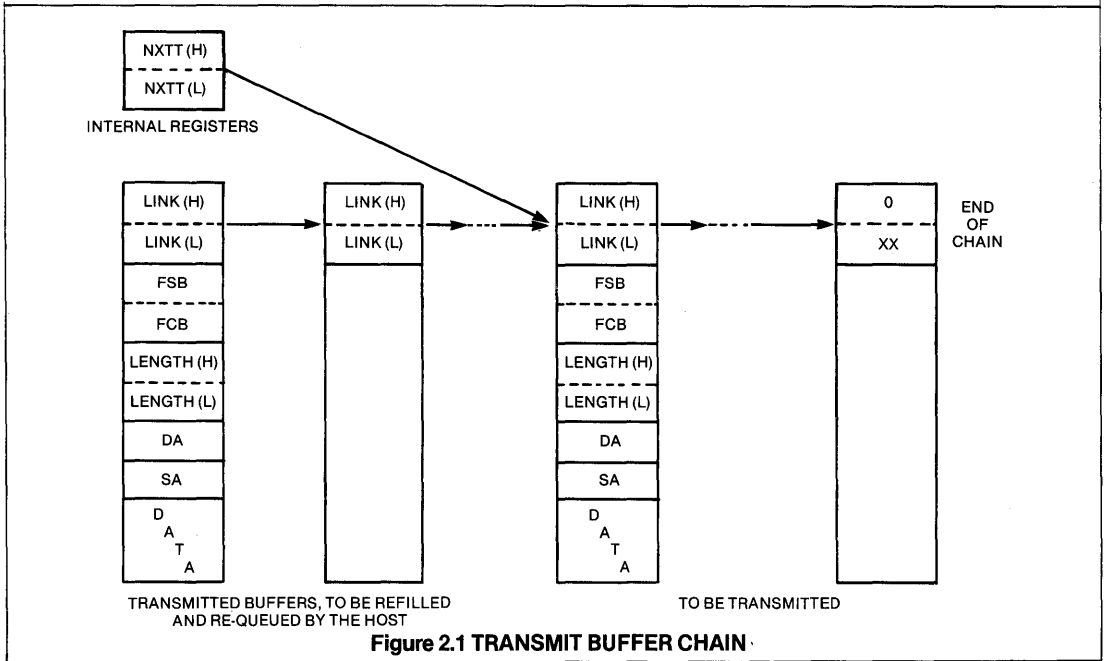 NXTT (H)
NXTT (L)
INTERNAL REGISTERS
LINK (H)
LINK (L)
FSB
FCB
LENGTH (H)
LENGTH (L)
DA
SA
DATA
LINK (H)
LINK (L)
TRANSMITTED BUFFERS, TO BE REFILLED
AND RE-QUEUED BY THE HOST
LINK (H)
LINK (L)
FSB
FCB
LENGTH (H)
LENGTH (L)
DA
SA
DATA
0
XX
END
OF
CHAIN
TO BE TRANSMITTED
Figure 2.1 TRANSMIT BUFFER CHAIN